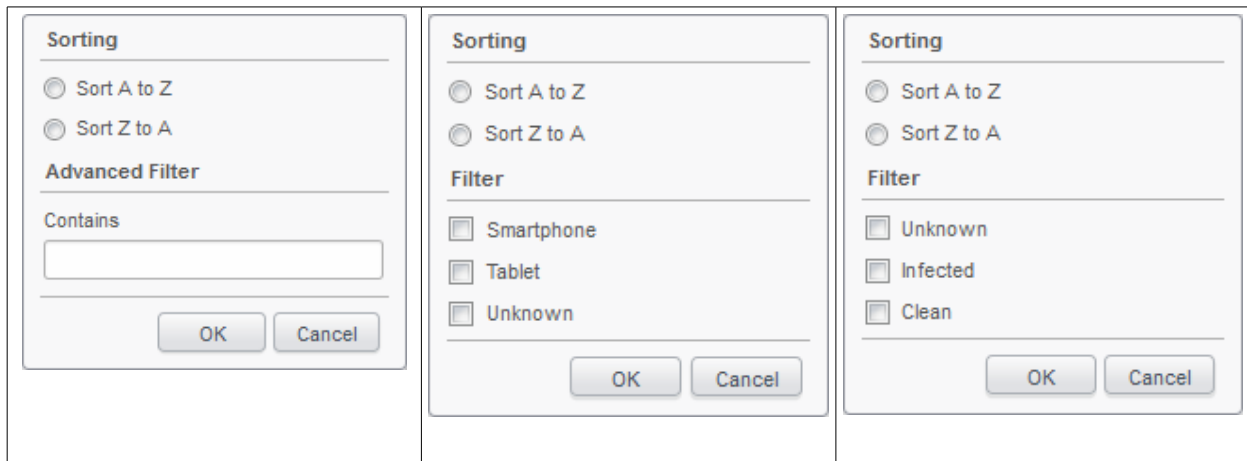 Sorting
Sort A to Z
Sort Z to A
Advanced Filter
Contains
OK
Cancel
Sorting
Sort A to Z
Sort Z to A
Filter
Smartphone
Tablet
Unknown
OK
Cancel
Sorting
Sort A to Z
Sort Z to A
Filter
Unknown
Infected
Clean
OK
Cancel